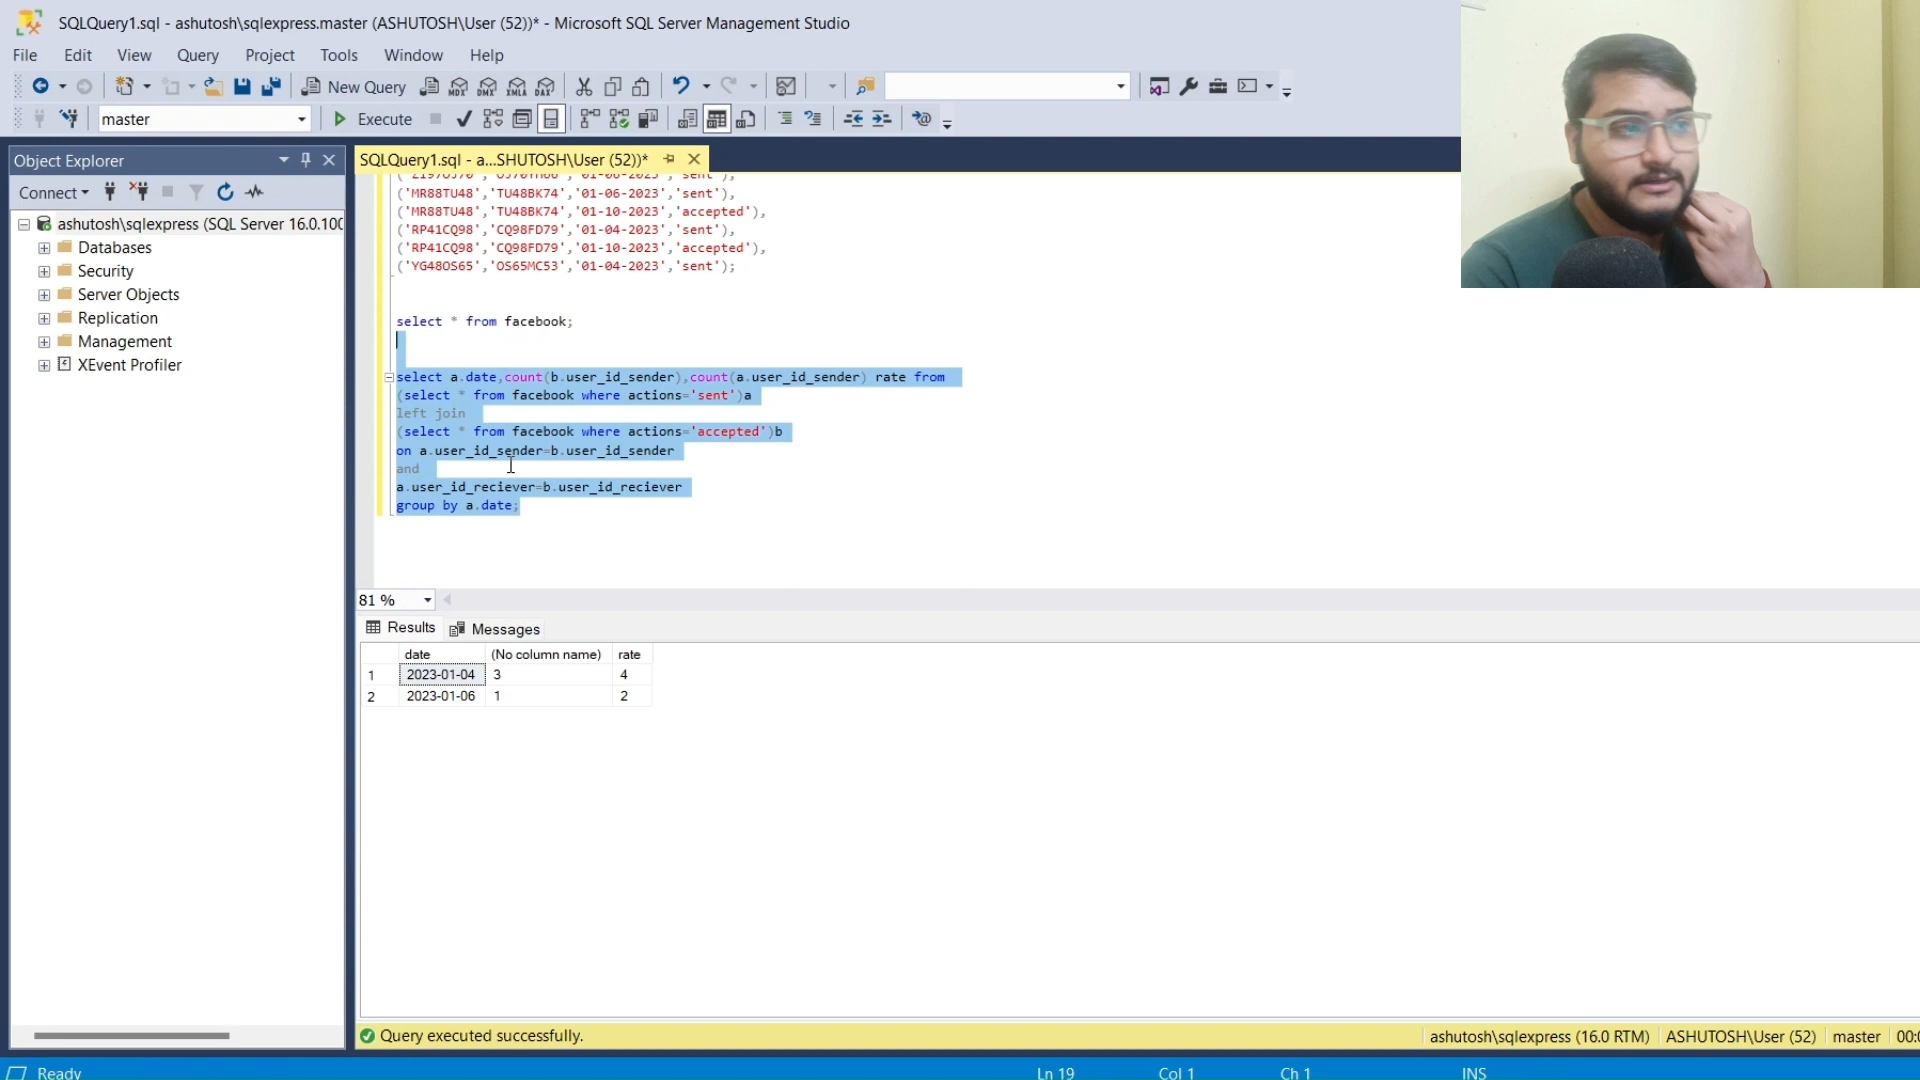 SQLQuery1.sql - ashutosh\sqlexpress.master (ASHUTOSH\User (52))* - Microsoft SQL Server Management Studio
File Edit View Query Project Tools Window Help
New Query MDX DMX XMLA DAX
master Execute
Object Explorer
SQLQuery1.sql - a...SHUTOSH\User (52))*
Connect
ashutosh\sqlexpress (SQL Server 16.0.100
Databases
Security
Server Objects
Replication
Management
XEvent Profiler
('MR88TU48','TU48BK74','01-06-2023','sent'),
('MR88TU48','TU48BK74','01-10-2023','accepted'),
('RP41CQ98','CQ98FD79','01-04-2023','sent'),
('RP41CQ98','CQ98FD79','01-10-2023','accepted'),
('YG48OS65','OS65MC53','01-04-2023','sent');
select * from facebook;
select a.date,count(b.user_id_sender),count(a.user_id_sender) rate from
(select * from facebook where actions='sent')a
left join
(select * from facebook where actions='accepted')b
on a.user_id_sender=b.user_id_sender
and
a.user_id_reciever=b.user_id_reciever
group by a.date;
81 %
Results Messages
date (No column name) rate
1 2023-01-04 3 4
2 2023-01-06 1 2
Query executed successfully.
ashutosh\sqlexpress (16.0 RTM) ASHUTOSH\User (52) master 00:
Ready Ln 19 Col 1 Ch 1 INS